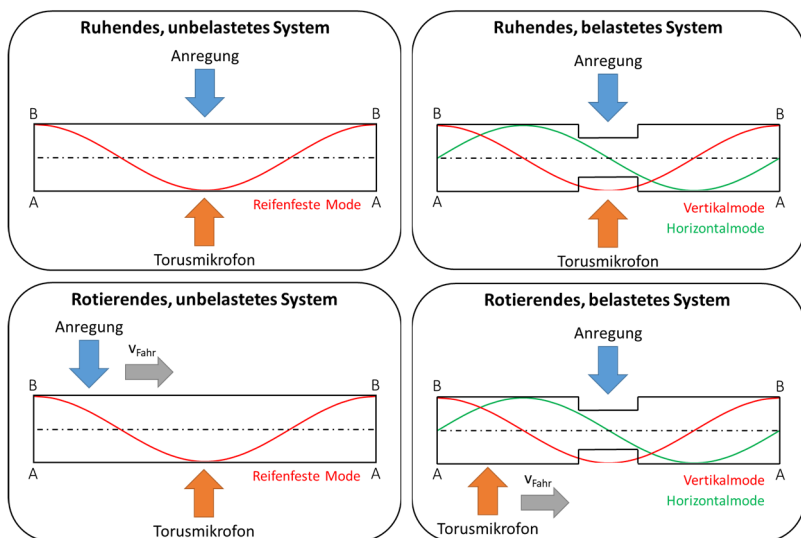 Ruhendes, unbelastetes System
Anregung
B
B
A
A
Reifenfeste Mode
Torusmikrofon
Ruhendes, belastetes System
Anregung
B
B
A
A
Vertikalmode
Horizontalmode
Torusmikrofon
Rotierendes, unbelastetes System
Anregung
vFahr
B
B
A
A
Reifenfeste Mode
Torusmikrofon
Rotierendes, belastetes System
Anregung
B
B
A
A
vFahr
Vertikalmode
Horizontalmode
Torusmikrofon